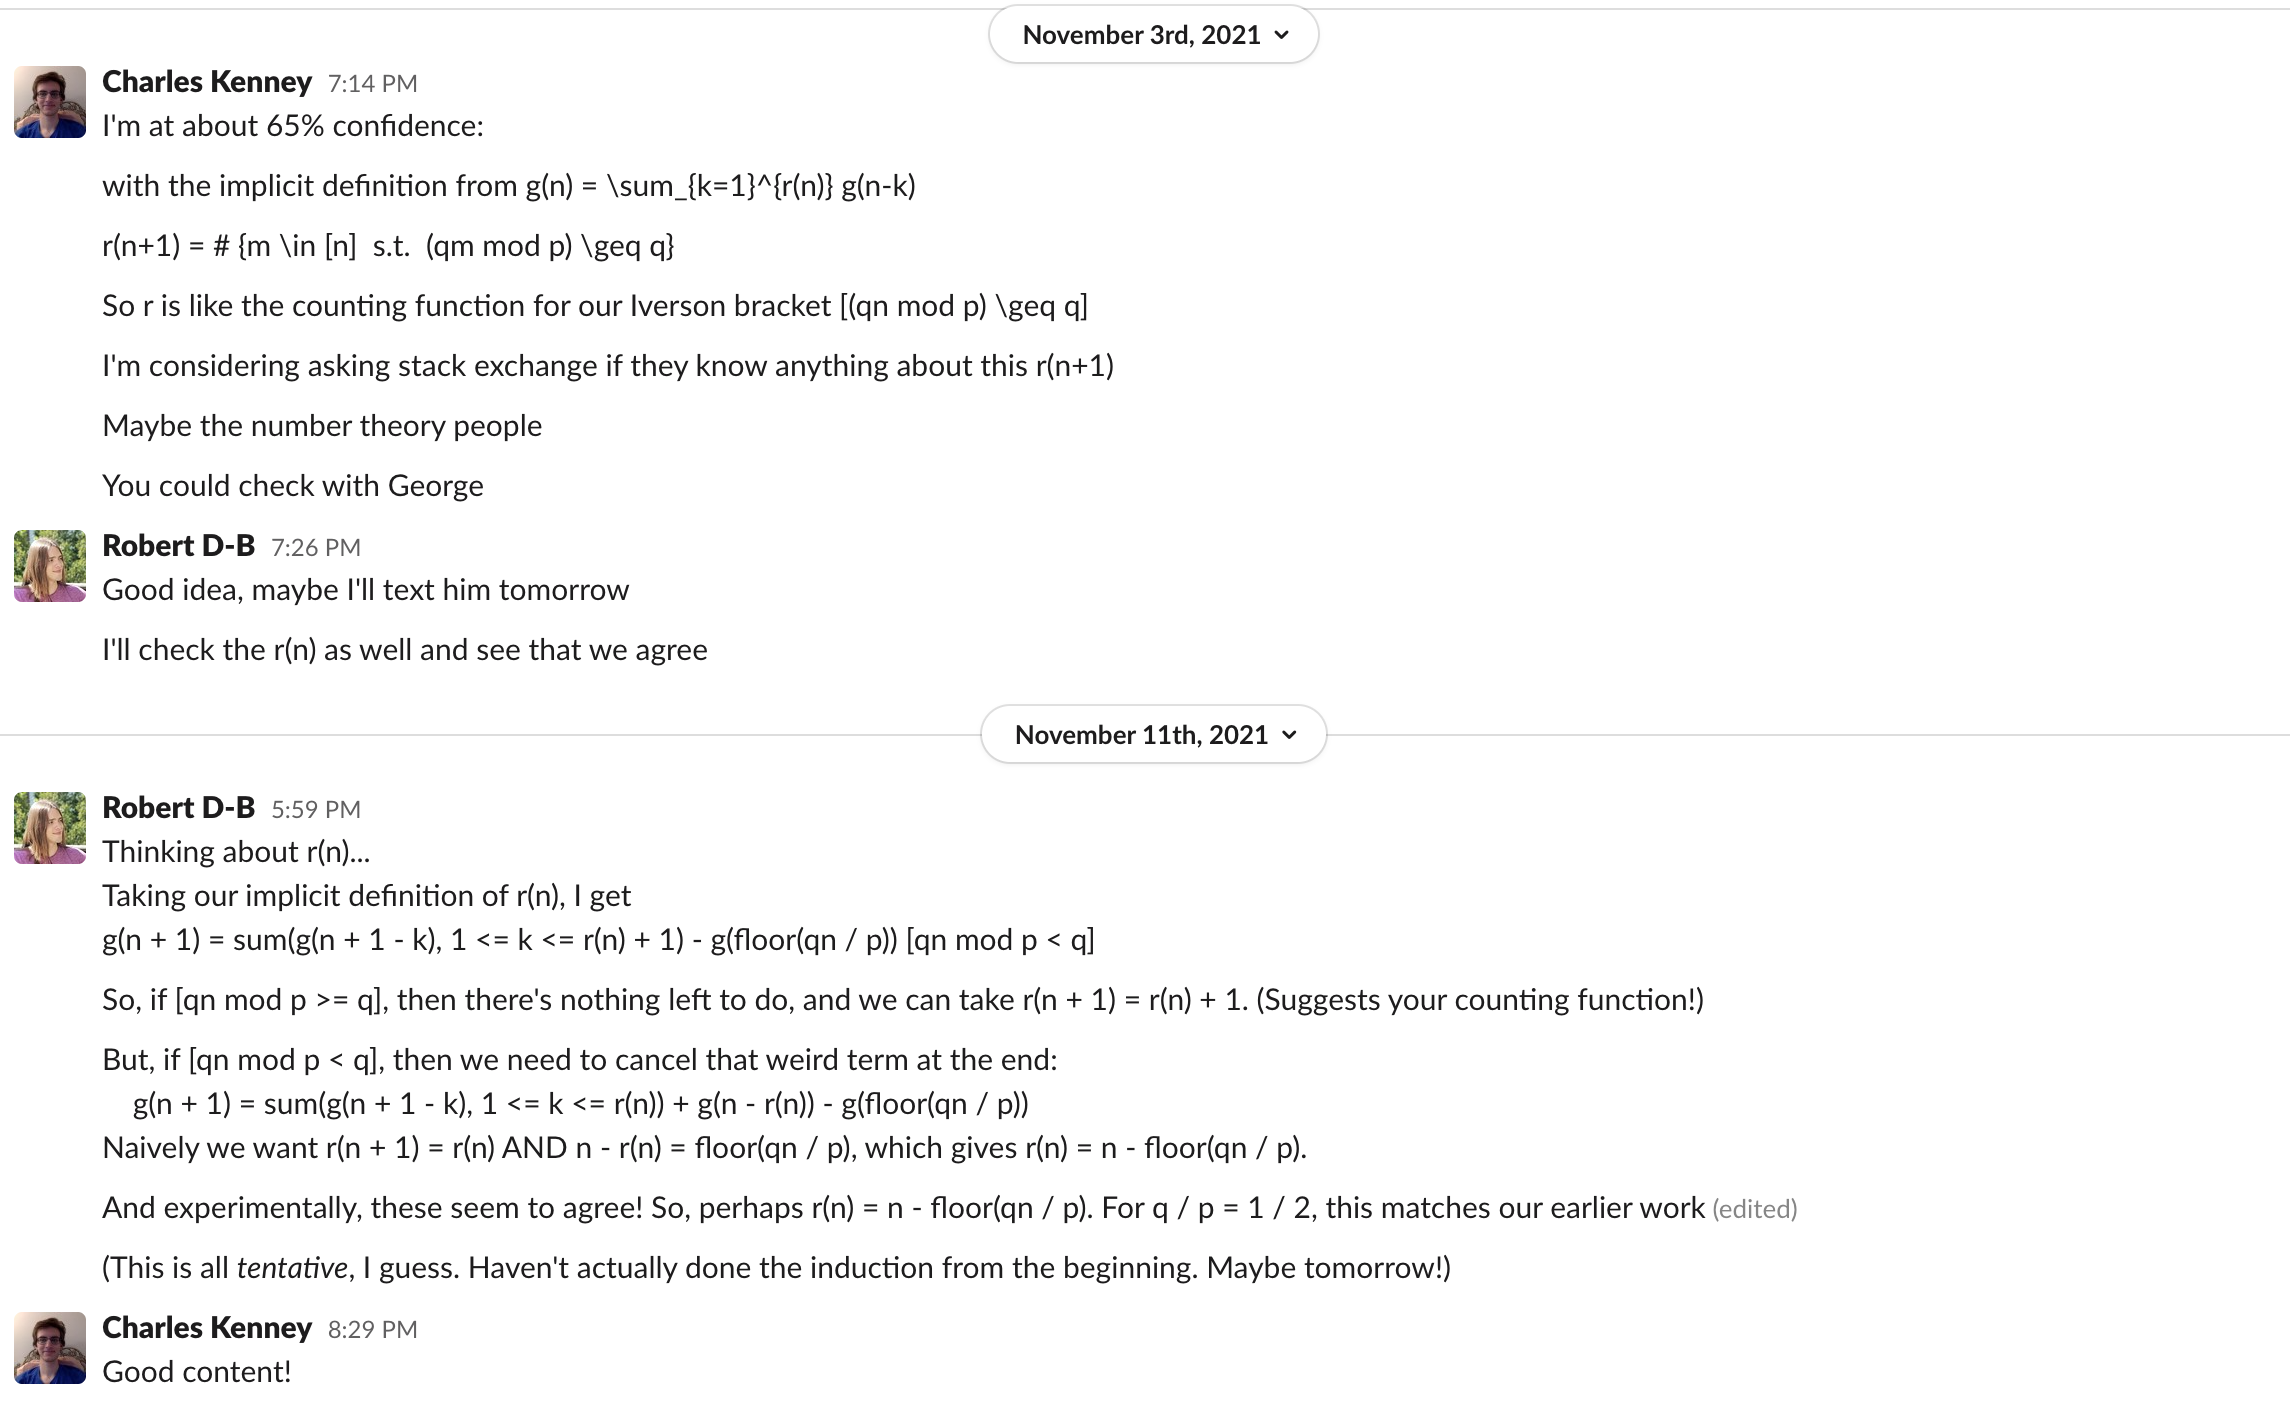 November 3rd, 2021
Charles Kenney 7:14 PM
I'm at about 65% confidence:
with the implicit definition from g(n) = \sum_{k=1}^{r(n)} g(n-k)
r(n+1) = # {m \in [n]  s.t.  (qm mod p) \geq q}
So r is like the counting function for our Iverson bracket [(qn mod p) \geq q]
I'm considering asking stack exchange if they know anything about this r(n+1)
Maybe the number theory people
You could check with George
Robert D-B 7:26 PM
Good idea, maybe I'll text him tomorrow
I'll check the r(n) as well and see that we agree
November 11th, 2021
Robert D-B 5:59 PM
Thinking about r(n)...
Taking our implicit definition of r(n), I get
g(n + 1) = sum(g(n + 1 - k), 1 <= k <= r(n) + 1) - g(floor(qn / p)) [qn mod p < q]
So, if [qn mod p >= q], then there's nothing left to do, and we can take r(n + 1) = r(n) + 1. (Suggests your counting function!)
But, if [qn mod p < q], then we need to cancel that weird term at the end:
g(n + 1) = sum(g(n + 1 - k), 1 <= k <= r(n)) + g(n - r(n)) - g(floor(qn / p))
Naively we want r(n + 1) = r(n) AND n - r(n) = floor(qn / p), which gives r(n) = n - floor(qn / p).
And experimentally, these seem to agree! So, perhaps r(n) = n - floor(qn / p). For q / p = 1 / 2, this matches our earlier work (edited)
(This is all tentative, I guess. Haven't actually done the induction from the beginning. Maybe tomorrow!)
Charles Kenney 8:29 PM
Good content!